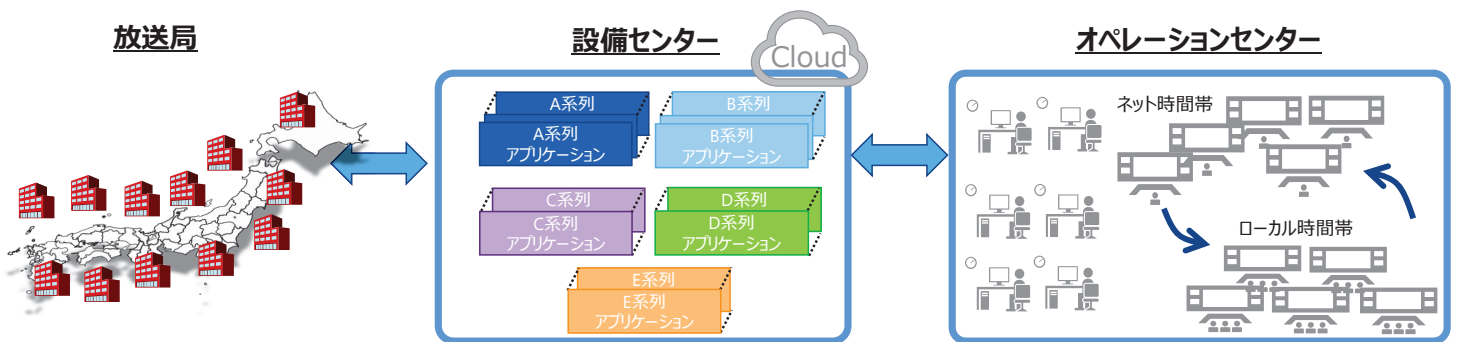 放送局
設備センター
Cloud
オペレーションセンター
A系列
A系列
アプリケーション
B系列
B系列
アプリケーション
C系列
C系列
アプリケーション
D系列
D系列
アプリケーション
E系列
E系列
アプリケーション
ネット時間帯
ローカル時間帯